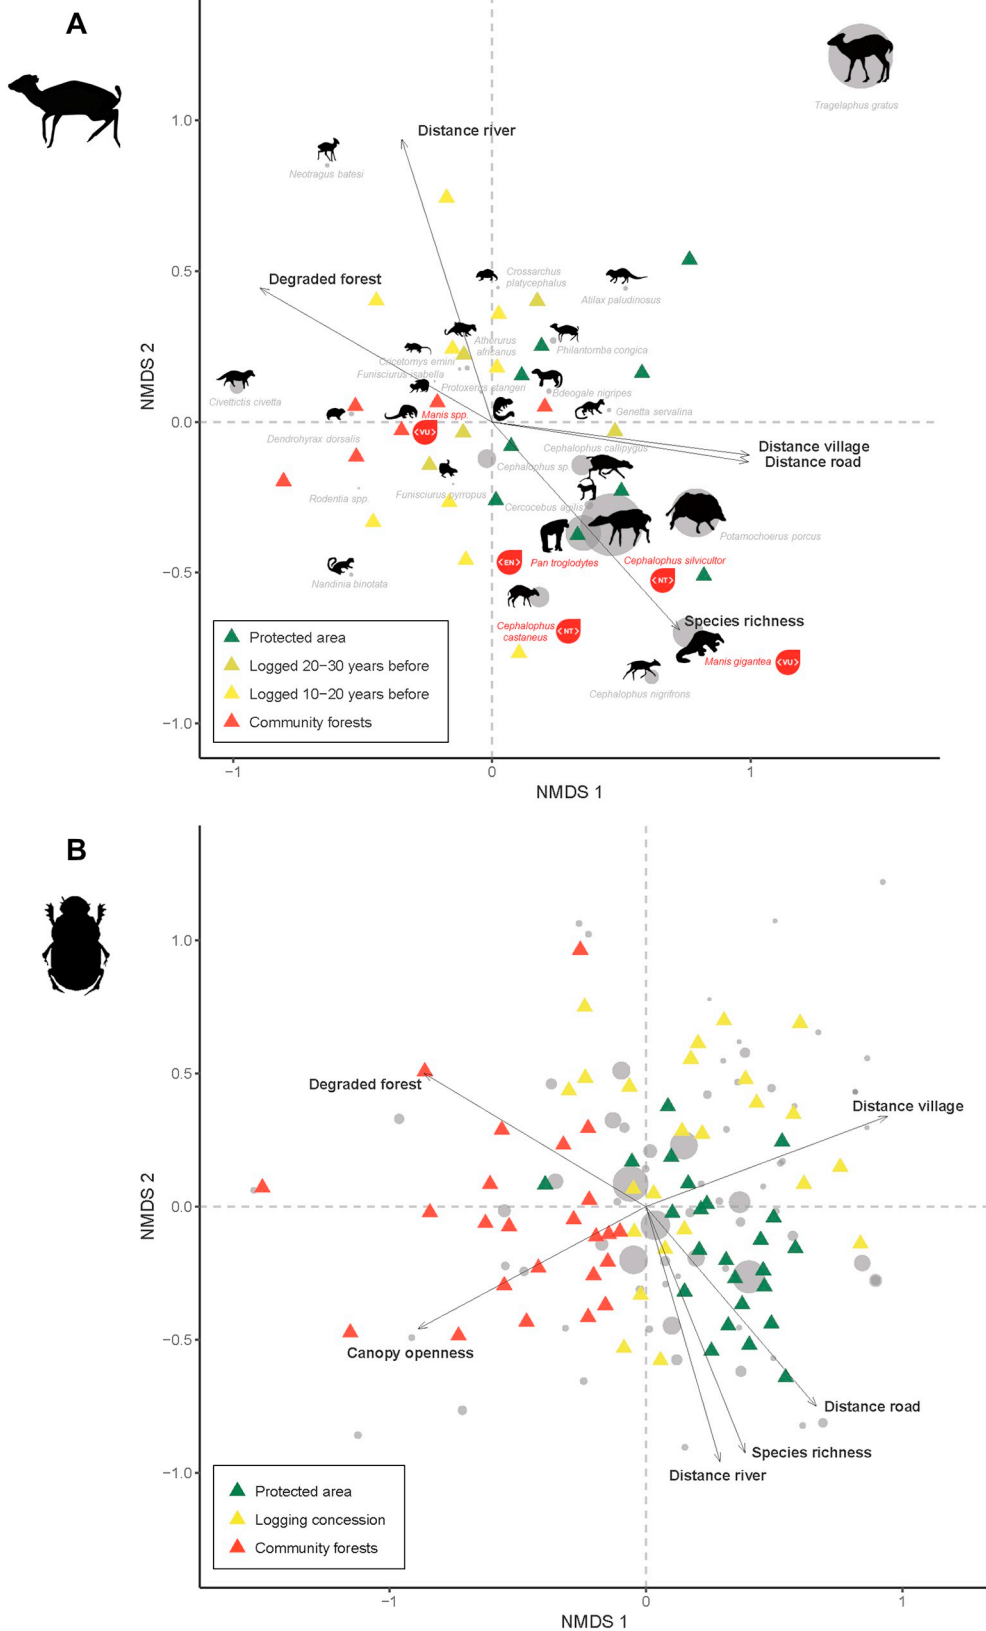 A
Tragelaphus gratus
1.0
Distance river
Neotragus batesi
0.5
Degraded forest
Crossarchus
platycephalus
Atilax paludinosus
Atherurus
africanus
Philantomba congica
Cricetomys emini
Funisciurus isabella
Protoxerus stangeri
Bdeogale nigripes
Civettictis civetta
Manis spp.
Genetta servalina
NMDS 2
0.0
<VU>
Dendrohyrax dorsalis
Cephalophus callipygus
Distance village
Distance road
Cephalophus sp.
Rodentia spp.
Funisciurus pyrropus
Cercocebus agilis
Potamochoerus porcus
−0.5
Nandinia binotata
<EN>
Pan troglodytes
Cephalophus silvicultor
<NT>
Cephalophus
castaneus
<NT>
Species richness
Manis gigantea
<VU>
Cephalophus nigrifrons
−1.0
Protected area
Logged 20−30 years before
Logged 10−20 years before
Community forests
−1
0
1
NMDS 1
B
1.0
0.5
Degraded forest
Distance village
NMDS 2
0.0
−0.5
Canopy openness
Distance road
Species richness
Distance river
−1.0
Protected area
Logging concession
Community forests
−1
0
1
NMDS 1